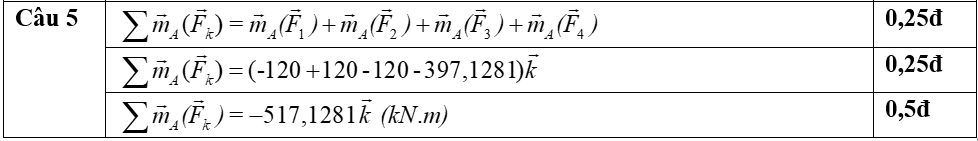 Câu 5
∑ m⃗_A(F⃗_k) = m⃗_A(F⃗_1) + m⃗_A(F⃗_2) + m⃗_A(F⃗_3) + m⃗_A(F⃗_4) 0,25đ
∑ m⃗_A(F⃗_k) = (-120 +120 - 120 - 397,1281)k⃗ 0,25đ
∑ m⃗_A(F⃗_k) = –517,1281k⃗ (kN.m) 0,5đ